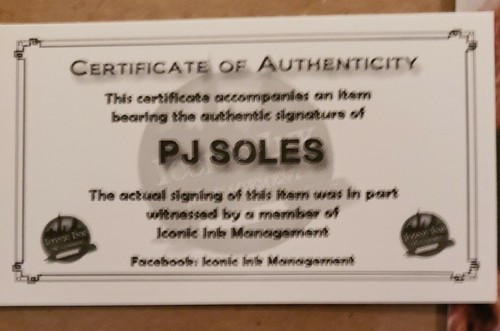 CERTIFICATE OF AUTHENTICITY
This certificate accompanies an item
bearing the authentic signature of
PJ SOLES
The actual signing of this item was in part
witnessed by a member of
Iconic Ink Management
Facebook: Iconic Ink Management